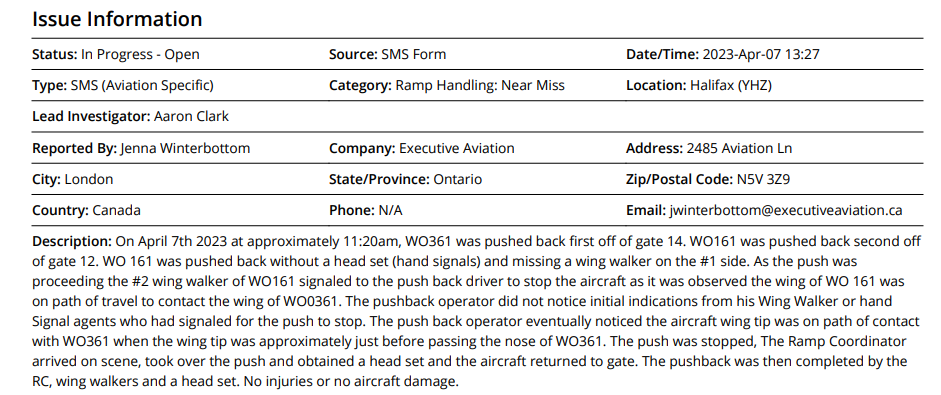 Issue Information
Status: In Progress - Open Source: SMS Form Date/Time: 2023-Apr-07 13:27
Type: SMS (Aviation Specific) Category: Ramp Handling: Near Miss Location: Halifax (YHZ)
Lead Investigator: Aaron Clark
Reported By: Jenna Winterbottom Company: Executive Aviation Address: 2485 Aviation Ln
City: London State/Province: Ontario Zip/Postal Code: N5V 3Z9
Country: Canada Phone: N/A Email: jwinterbottom@executiveaviation.ca
Description: On April 7th 2023 at approximately 11:20am, WO361 was pushed back first off of gate 14. WO161 was pushed back second off
of gate 12. WO 161 was pushed back without a head set (hand signals) and missing a wing walker on the #1 side. As the push was
proceeding the #2 wing walker of WO161 signaled to the push back driver to stop the aircraft as it was observed the wing of WO 161 was
on path of travel to contact the wing of WO0361. The pushback operator did not notice initial indications from his Wing Walker or hand
Signal agents who had signaled for the push to stop. The push back operator eventually noticed the aircraft wing tip was on path of contact
with WO361 when the wing tip was approximately just before passing the nose of WO361. The push was stopped, The Ramp Coordinator
arrived on scene, took over the push and obtained a head set and the aircraft returned to gate. The pushback was then completed by the
RC, wing walkers and a head set. No injuries or no aircraft damage.